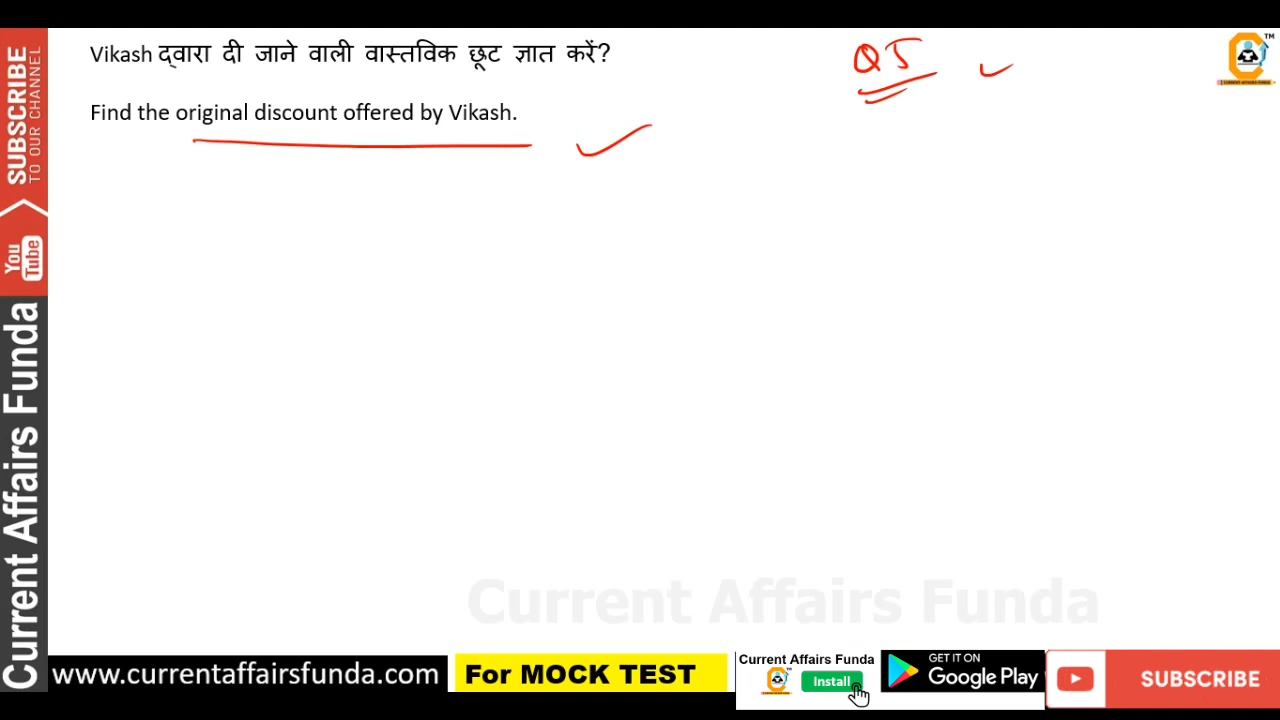 Vikash द्वारा दी जाने वाली वास्तविक छूट ज्ञात करें?
Find the original discount offered by Vikash.
SUBSCRIBE
TO OUR CHANNEL
You
Tube
Current Affairs Funda
Current Affairs Funda
www.currentaffairsfunda.com
For MOCK TEST
Current Affairs Funda
Install
GET IT ON
Google Play
SUBSCRIBE
TM